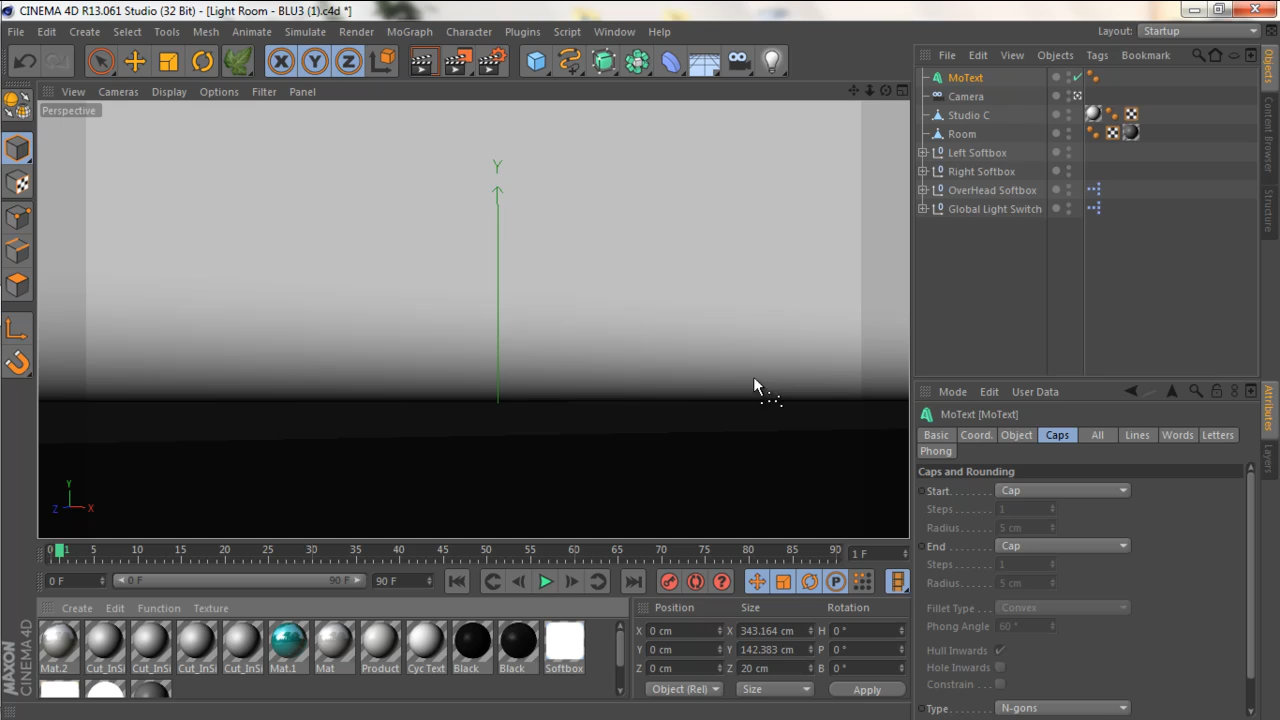 CINEMA 4D R13.061 Studio (32 Bit) - [Light Room - BLU3 (1).c4d *]
File Edit Create Select Tools Mesh Animate Simulate Render MoGraph Character Plugins Script Window Help Layout: Startup
X Y Z
View Cameras Display Options Filter Panel
Perspective
Y
Y
Z X
File Edit View Objects Tags Bookmark
MoText
Camera
Studio C
Room
Left Softbox
Right Softbox
OverHead Softbox
Global Light Switch
Objects
Content Browser
Structure
Mode Edit User Data
MoText [MoText]
Basic Coord. Object Caps All Lines Words Letters
Phong
Caps and Rounding
Start Cap
Steps 1
Radius 5 cm
End Cap
Steps 1
Radius 5 cm
Fillet Type Convex
Phong Angle 60 °
Hull Inwards
Hole Inwards
Constrain
Type N-gons
Attributes
Layers
0 1 5 10 15 20 25 30 35 40 45 50 55 60 65 70 75 80 85 90 1 F
0 F 0 F 90 F 90 F
P
Create Edit Function Texture
Mat.2 Cut_InSi Cut_InSi Cut_InSi Cut_InSi Mat.1 Mat Product Cyc Text Black Black Softbox
Position Size Rotation
X 0 cm X 343.164 cm H 0 °
Y 0 cm Y 142.383 cm P 0 °
Z 0 cm Z 20 cm B 0 °
Object (Rel) Size Apply
MAXON
CINEMA 4D